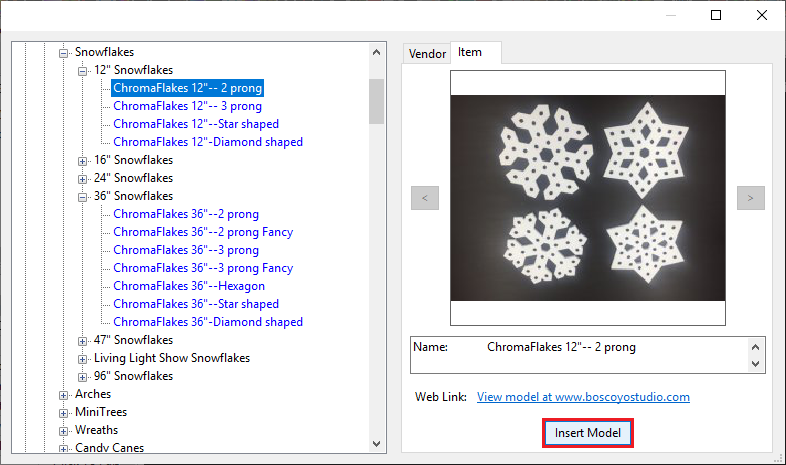 Snowflakes
12" Snowflakes
ChromaFlakes 12"-- 2 prong
ChromaFlakes 12"-- 3 prong
ChromaFlakes 12"--Star shaped
ChromaFlakes 12"-Diamond shaped
16" Snowflakes
24" Snowflakes
36" Snowflakes
ChromaFlakes 36"--2 prong
ChromaFlakes 36"--2 prong Fancy
ChromaFlakes 36"--3 prong
ChromaFlakes 36"--3 prong Fancy
ChromaFlakes 36"--Hexagon
ChromaFlakes 36"--Star shaped
ChromaFlakes 36"-Diamond shaped
47" Snowflakes
Living Light Show Snowflakes
96" Snowflakes
Arches
MiniTrees
Wreaths
Candy Canes
Vendor Item
< >
Name: ChromaFlakes 12"-- 2 prong
Web Link: View model at www.boscoyostudio.com
Insert Model